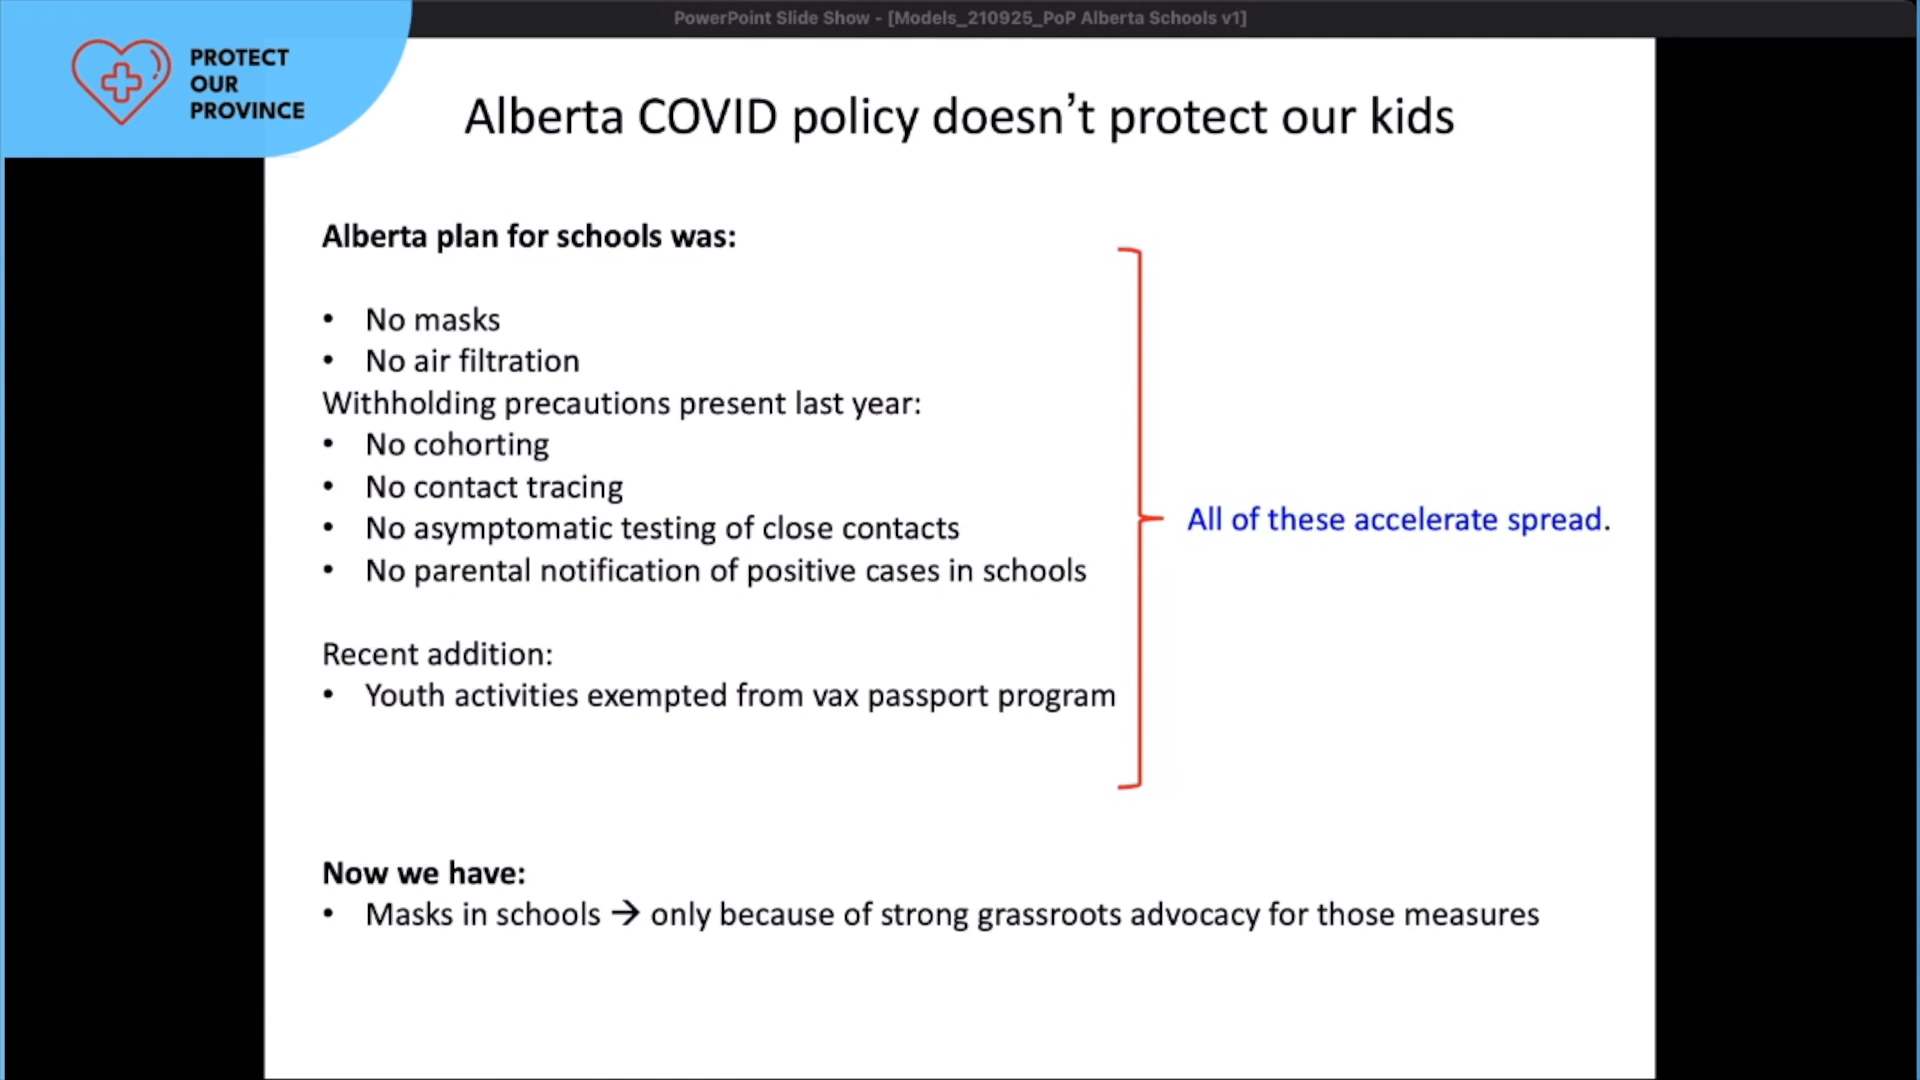 PowerPoint Slide Show - [Models_210925_PoP Alberta Schools v1]
PROTECT
OUR
PROVINCE
Alberta COVID policy doesn’t protect our kids
Alberta plan for schools was:
• No masks
• No air filtration
Withholding precautions present last year:
• No cohorting
• No contact tracing
• No asymptomatic testing of close contacts
• No parental notification of positive cases in schools
All of these accelerate spread.
Recent addition:
• Youth activities exempted from vax passport program
Now we have:
• Masks in schools → only because of strong grassroots advocacy for those measures